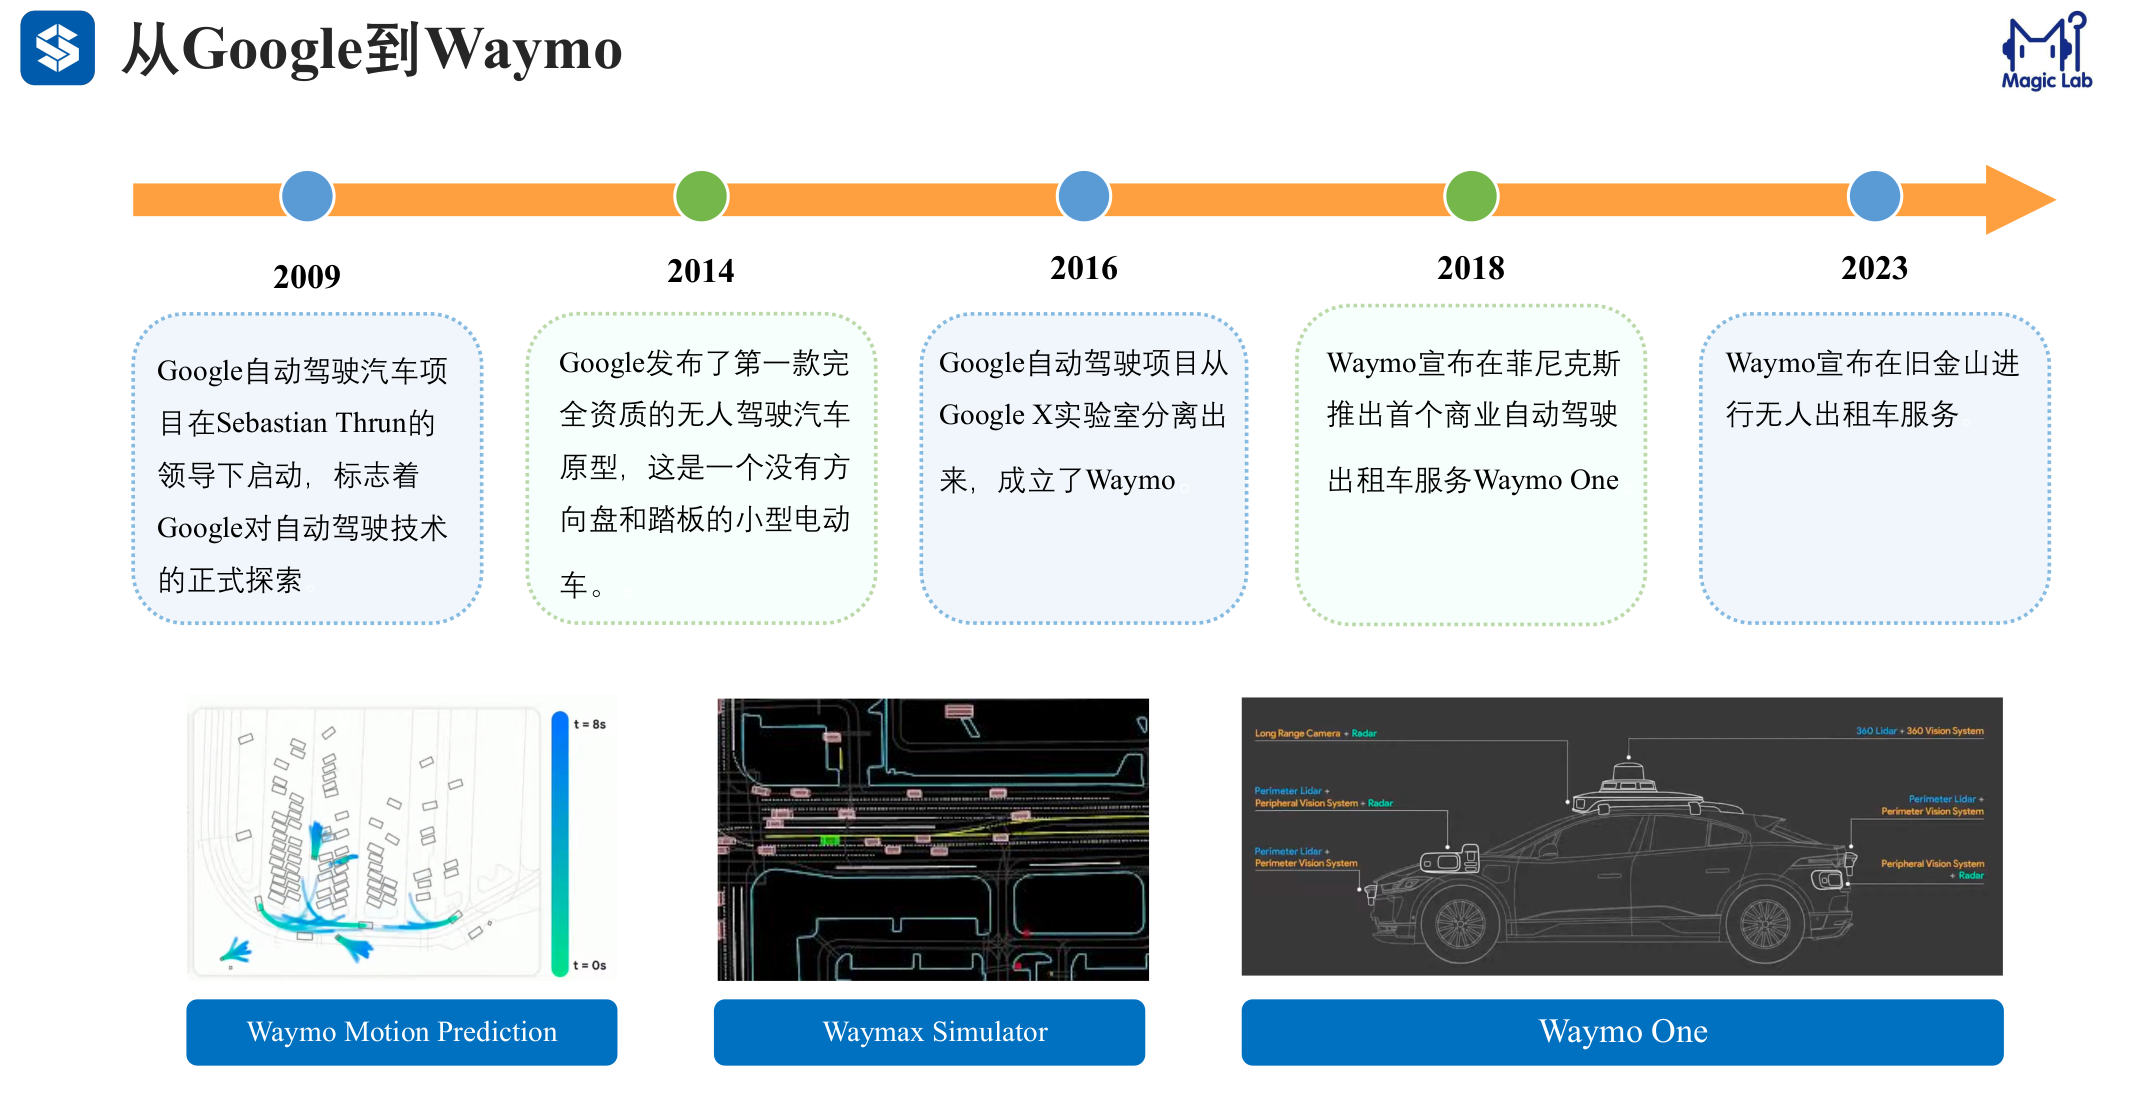 从Google到Waymo
Magic Lab
2009
Google自动驾驶汽车项
目在Sebastian Thrun的
领导下启动，标志着
Google对自动驾驶技术
的正式探索。
2014
Google发布了第一款完
全资质的无人驾驶汽车
原型，这是一个没有方
向盘和踏板的小型电动
车。
2016
Google自动驾驶项目从
Google X实验室分离出
来，成立了Waymo。
2018
Waymo宣布在菲尼克斯
推出首个商业自动驾驶
出租车服务Waymo One
2023
Waymo宣布在旧金山进
行无人出租车服务。
t = 8s
t = 0s
Waymo Motion Prediction
Waymax Simulator
Long Range Camera + Radar
360 Lidar + 360 Vision System
Perimeter Lidar +
Peripheral Vision System + Radar
Perimeter Lidar +
Perimeter Vision System
Perimeter Lidar +
Perimeter Vision System
Peripheral Vision System
+ Radar
Waymo One